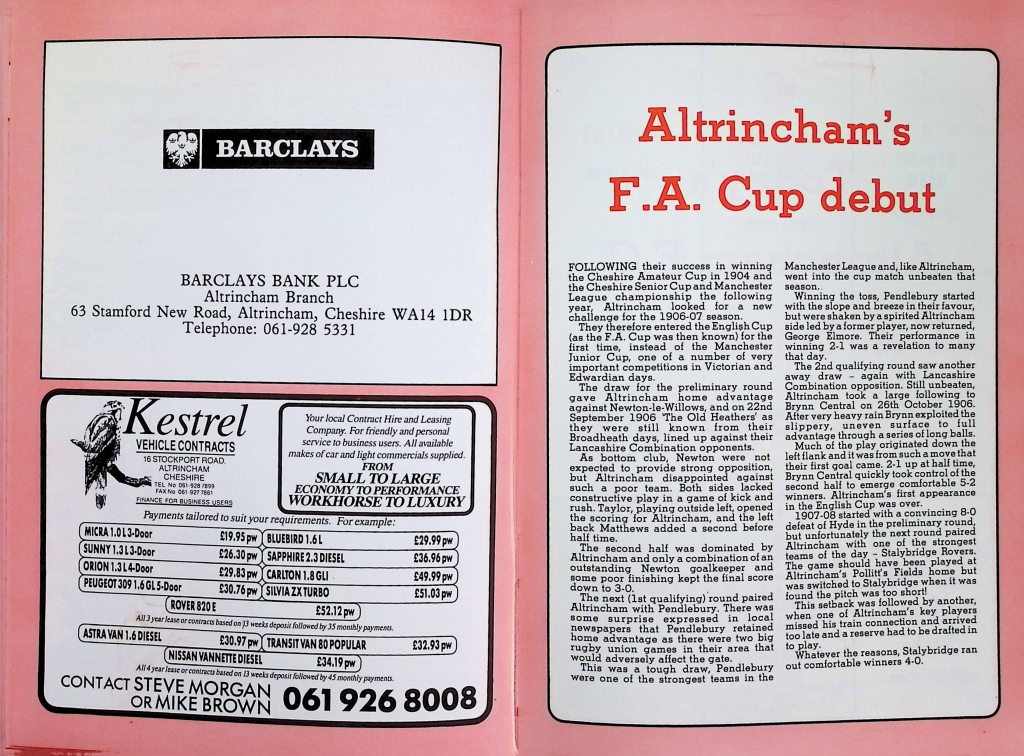 BARCLAYS
BARCLAYS BANK PLC
Altrincham Branch
63 Stamford New Road, Altrincham, Cheshire WA14 1DR
Telephone: 061-928 5331
Kestrel
VEHICLE CONTRACTS
16 STOCKPORT ROAD,
ALTRINCHAM
CHESHIRE
TEL No 061-928 7899
FAX No 061-927 7861
FINANCE FOR BUSINESS USERS
Your local Contract Hire and Leasing
Company. For friendly and personal
service to business users. All available
makes of car and light commercials supplied.
FROM
SMALL TO LARGE
ECONOMY TO PERFORMANCE
WORKHORSE TO LUXURY
Payments tailored to suit your requirements. For example:
MICRA 1.0 L 3-Door £19.95 pw
BLUEBIRD 1.6 L £29.99 pw
SUNNY 1.3 L 3-Door £26.30 pw
SAPPHIRE 2.3 DIESEL £36.96 pw
ORION 1.3 L 4-Door £29.83 pw
CARLTON 1.8 GLi £49.99 pw
PEUGEOT 309 1.6 GL 5-Door £30.76 pw
SILVIA ZX TURBO £51.03 pw
ROVER 820 E £52.12 pw
All 3 year lease or contracts based on 13 weeks deposit followed by 35 monthly payments.
ASTRA VAN 1.6 DIESEL £30.97 pw
TRANSIT VAN 80 POPULAR £32.93 pw
NISSAN VANNETTE DIESEL £34.19 pw
All 4 year lease or contracts based on 13 weeks deposit followed by 45 monthly payments.
CONTACT STEVE MORGAN
OR MIKE BROWN 061 926 8008
Altrincham's
F.A. Cup debut
FOLLOWING their success in winning
the Cheshire Amateur Cup in 1904 and
the Cheshire Senior Cup and Manchester
League championship the following
year, Altrincham looked for a new
challenge for the 1906-07 season.
They therefore entered the English Cup
(as the F.A. Cup was then known) for the
first time, instead of the Manchester
Junior Cup, one of a number of very
important competitions in Victorian and
Edwardian days.
The draw for the preliminary round
gave Altrincham home advantage
against Newton-le-Willows, and on 22nd
September 1906 'The Old Heathers' as
they were still known from their
Broadheath days, lined up against their
Lancashire Combination opponents.
As bottom club, Newton were not
expected to provide strong opposition,
but Altrincham disappointed against
such a poor team. Both sides lacked
constructive play in a game of kick and
rush. Taylor, playing outside left, opened
the scoring for Altrincham, and the left
back Matthews added a second before
half time.
The second half was dominated by
Altrincham and only a combination of an
outstanding Newton goalkeeper and
some poor finishing kept the final score
down to 3-0.
The next (1st qualifying) round paired
Altrincham with Pendlebury. There was
some surprise expressed in local
newspapers that Pendlebury retained
home advantage as there were two big
rugby union games in their area that
would adversely affect the gate.
This was a tough draw, Pendlebury
were one of the strongest teams in the
Manchester League and, like Altrincham,
went into the cup match unbeaten that
season.
Winning the toss, Pendlebury started
with the slope and breeze in their favour,
but were shaken by a spirited Altrincham
side led by a former player, now returned,
George Elmore. Their performance in
winning 2-1 was a revelation to many
that day.
The 2nd qualifying round saw another
away draw - again with Lancashire
Combination opposition. Still unbeaten,
Altrincham took a large following to
Brynn Central on 26th October 1906.
After very heavy rain Brynn exploited the
slippery, uneven surface to full
advantage through a series of long balls.
Much of the play originated down the
left flank and it was from such a move that
their first goal came. 2-1 up at half time,
Brynn Central quickly took control of the
second half to emerge comfortable 5-2
winners. Altrincham's first appearance
in the English Cup was over.
1907-08 started with a convincing 8-0
defeat of Hyde in the preliminary round,
but unfortunately the next round paired
Altrincham with one of the strongest
teams of the day - Stalybridge Rovers.
The game should have been played at
Altrincham's Pollitt's Fields home but
was switched to Stalybridge when it was
found the pitch was too short!
This setback was followed by another,
when one of Altrincham's key players
missed his train connection and arrived
too late and a reserve had to be drafted in
to play.
Whatever the reasons, Stalybridge ran
out comfortable winners 4-0.